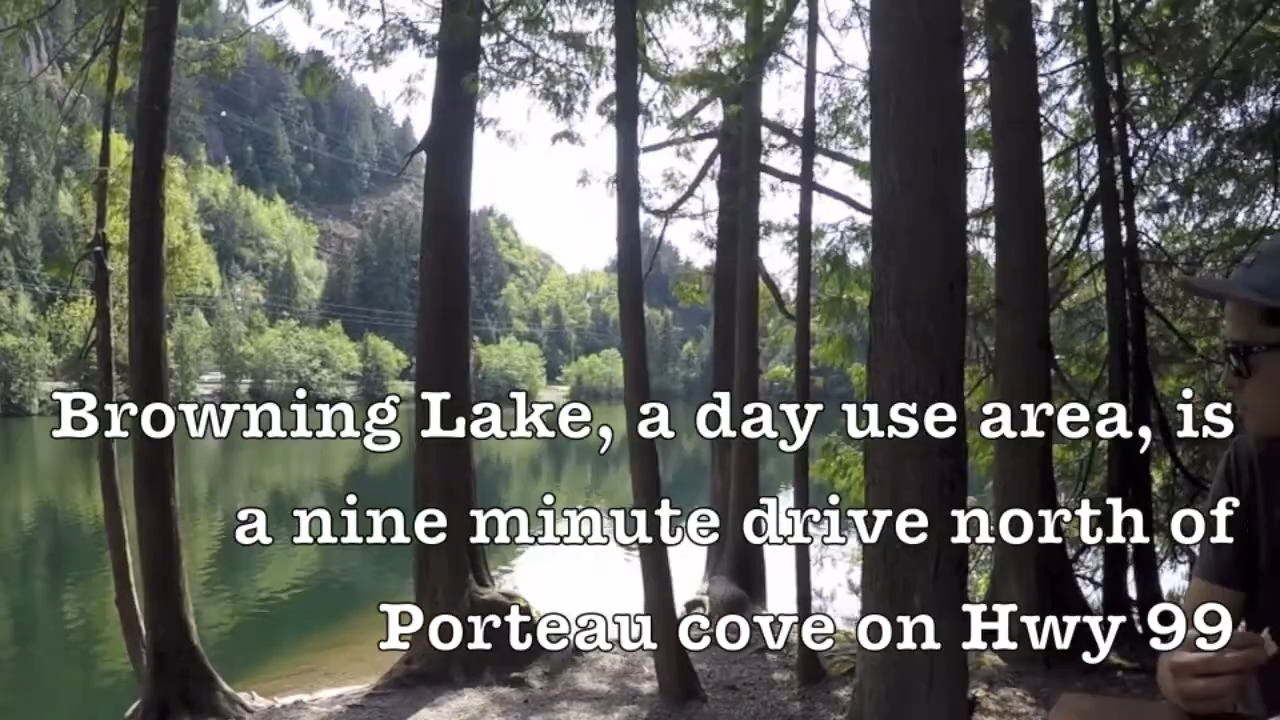 Browning Lake, a day use area, is
a nine minute drive north of
Porteau cove on Hwy 99